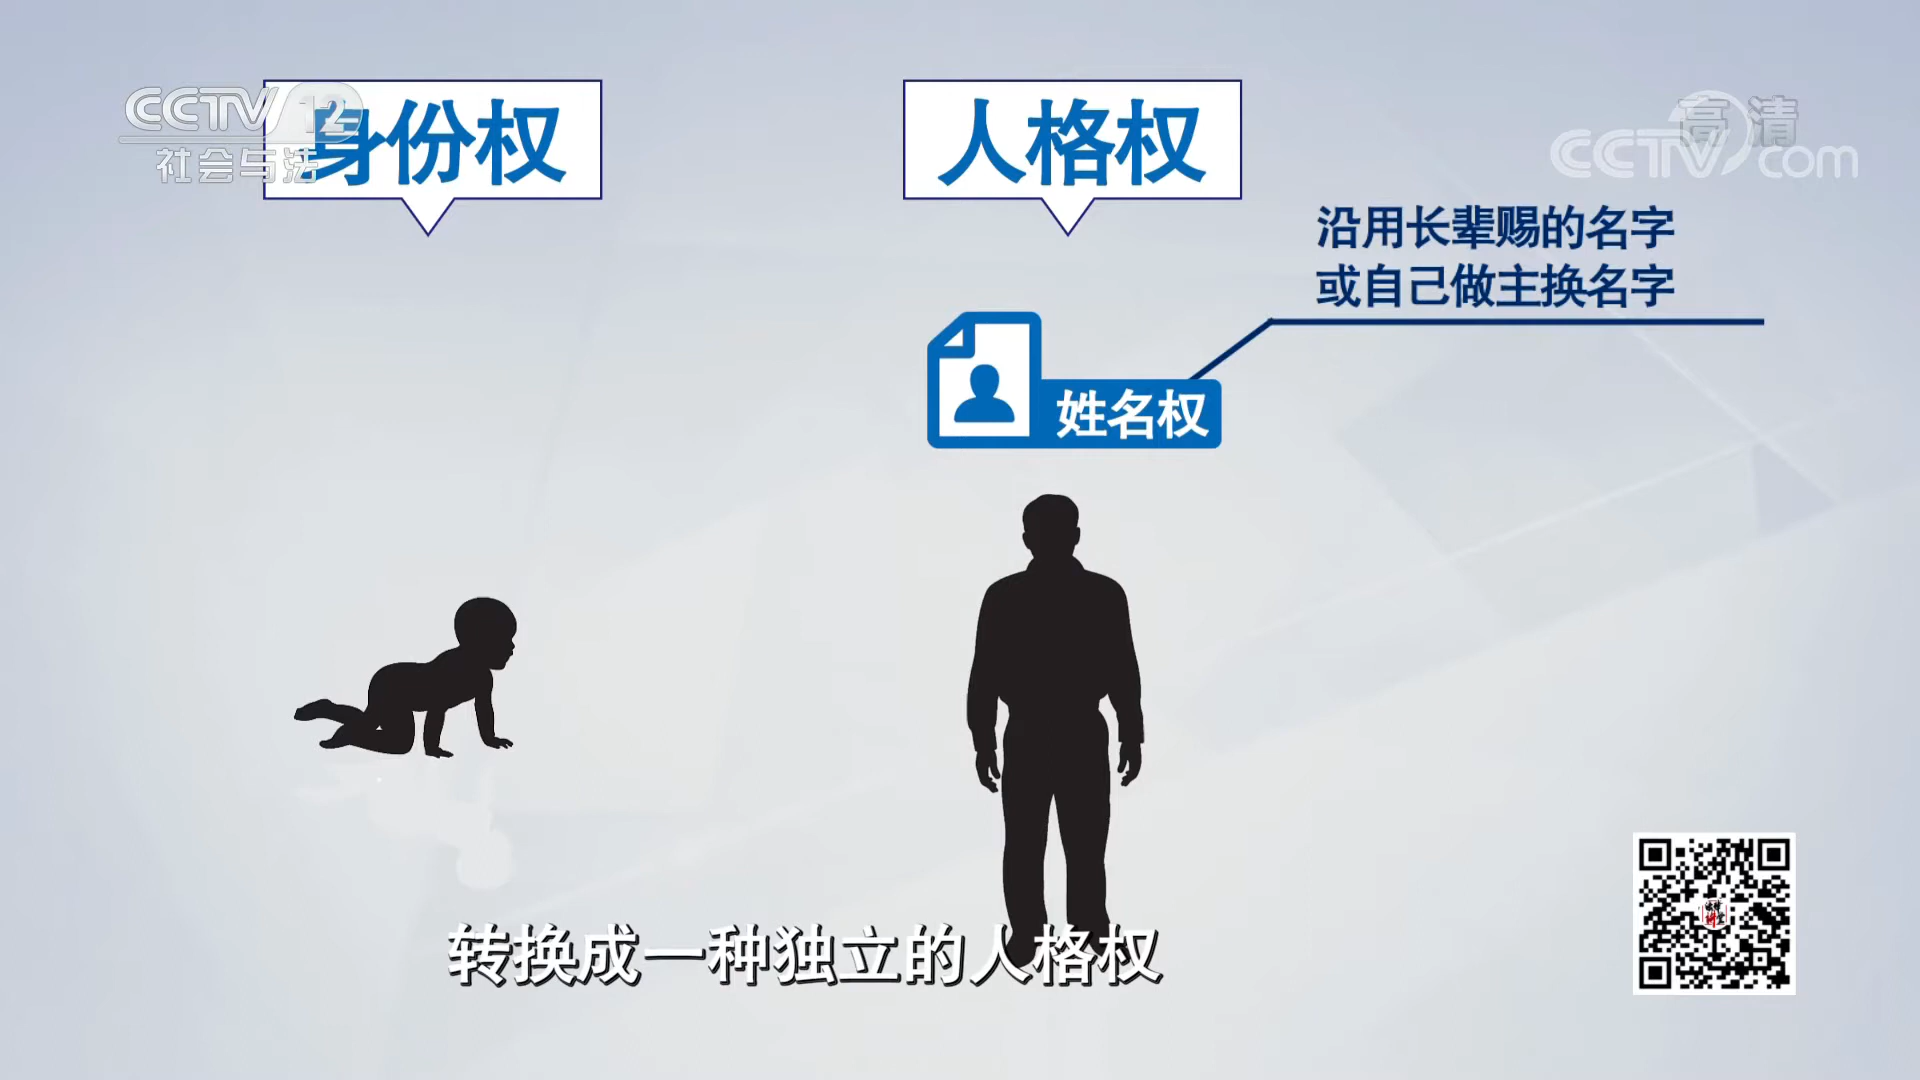 CCTV 12
社会与法
身份权
人格权
高清
CCTV.com
沿用长辈赐的名字
或自己做主换名字
姓名权
转换成一种独立的人格权